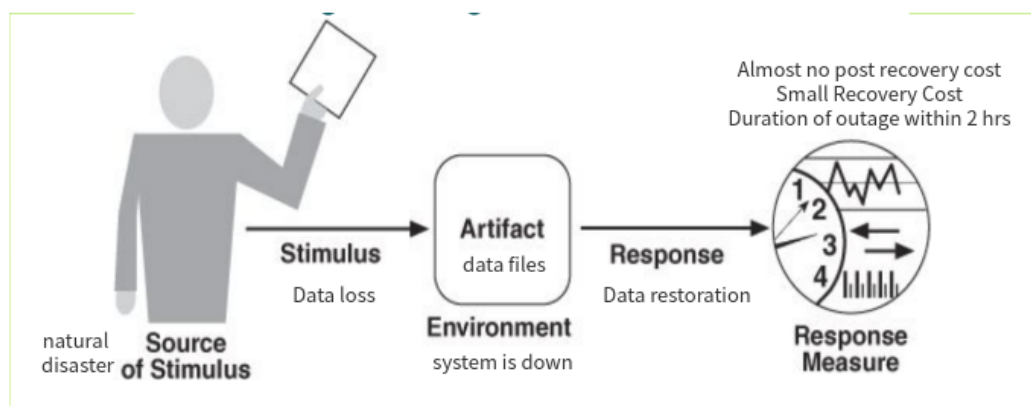 Almost no post recovery cost
Small Recovery Cost
Duration of outage within 2 hrs
1
2
3
4
Stimulus
Data loss
Artifact
data files
Response
Data restoration
Environment
system is down
natural
disaster
Source
of Stimulus
Response
Measure